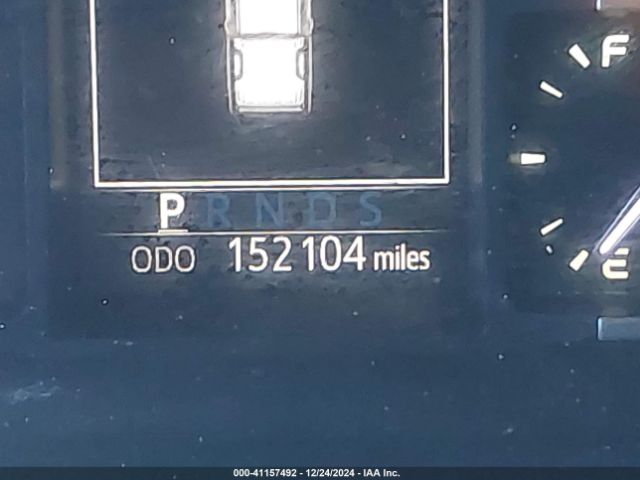 F
P R N D S
ODO 152104 miles
E
000-41157492 - 12/24/2024 - IAA Inc.